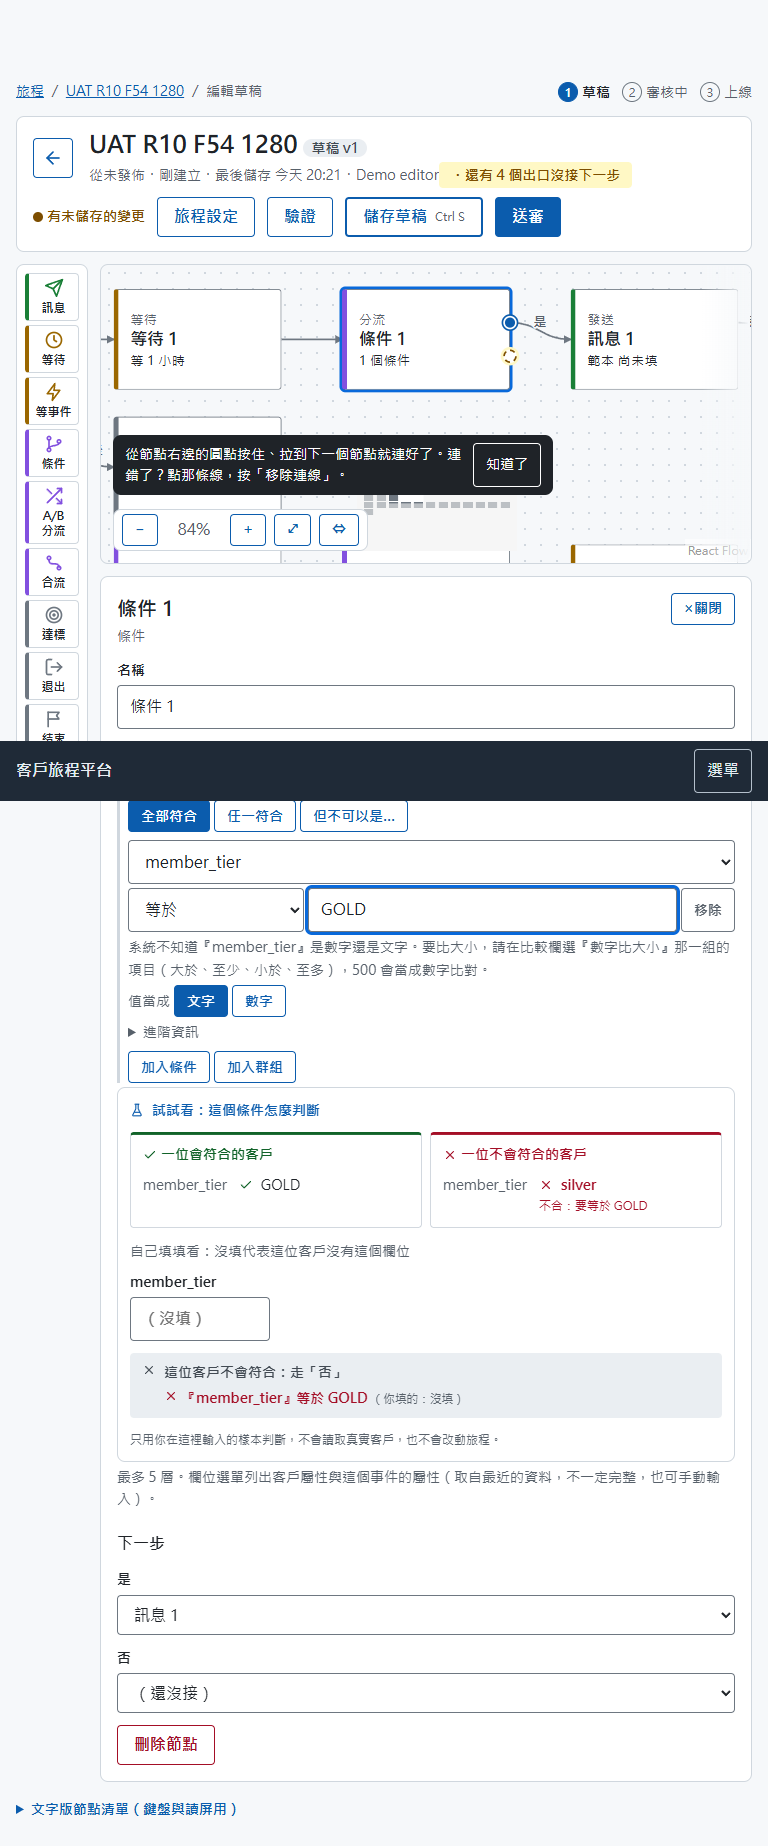 旅程 / UAT R10 F54 1280 / 編輯草稿
1 草稿 2 審核中 3 上線
UAT R10 F54 1280 草稿 v1
從未發佈 · 剛建立 · 最後儲存 今天 20:21 · Demo editor · 還有 4 個出口沒接下一步
有未儲存的變更 旅程設定 驗證 儲存草稿 Ctrl S 送審
訊息
等待
等事件
條件
A/B
分流
合流
達標
退出
結束
等待
等待 1
等 1 小時
分流
條件 1
1 個條件
是
發送
訊息 1
範本 尚未填
從節點右邊的圓點按住、拉到下一個節點就連好了。連
錯了？點那條線，按「移除連線」。
知道了
− 84% +
React Flow
條件 1
×關閉
條件
名稱
條件 1
客戶旅程平台 選單
全部符合 任一符合 但不可以是...
member_tier
等於 GOLD 移除
系統不知道『member_tier』是數字還是文字。要比大小，請在比較欄選『數字比大小』那一組的
項目（大於、至少、小於、至多），500 會當成數字比對。
值當成 文字 數字
▶ 進階資訊
加入條件 加入群組
試試看：這個條件怎麼判斷
✓ 一位會符合的客戶
member_tier ✓ GOLD
× 一位不會符合的客戶
member_tier × silver
不合：要等於 GOLD
自己填填看：沒填代表這位客戶沒有這個欄位
member_tier
（沒填）
× 這位客戶不會符合：走「否」
× 『member_tier』等於 GOLD（你填的：沒填）
只用你在這裡輸入的樣本判斷，不會讀取真實客戶，也不會改動旅程。
最多 5 層。欄位選單列出客戶屬性與這個事件的屬性（取自最近的資料，不一定完整，也可手動輸
入）。
下一步
是
訊息 1
否
（還沒接）
刪除節點
▶ 文字版節點清單（鍵盤與讀屏用）